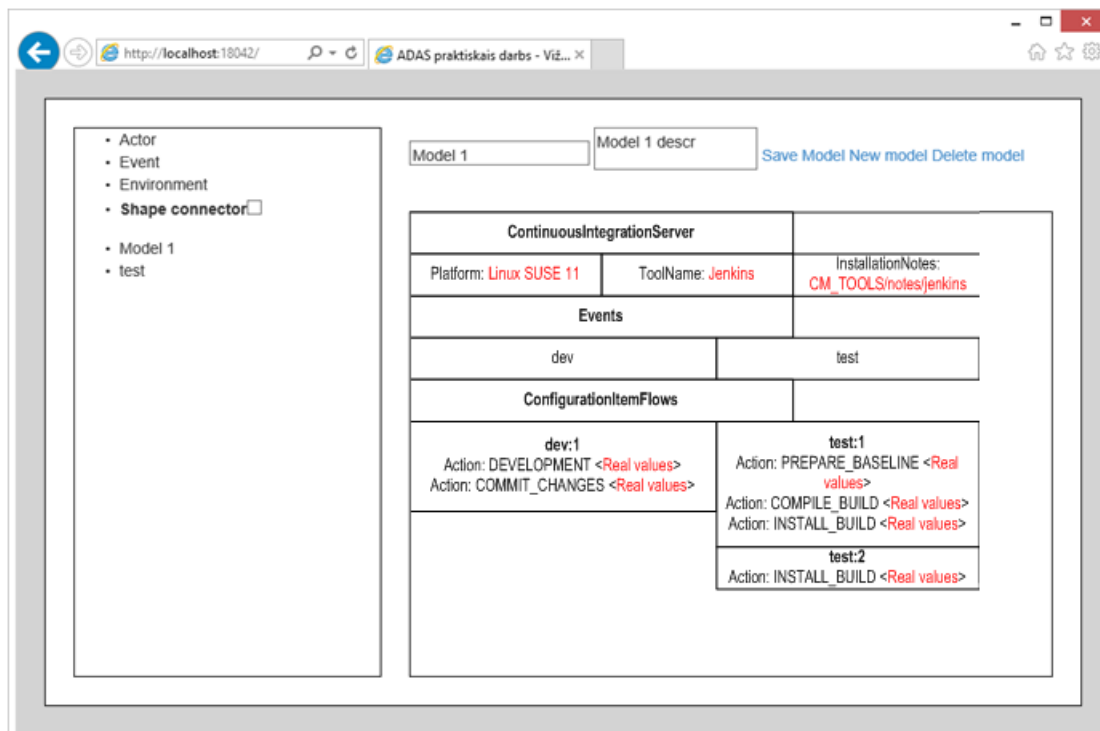 http://localhost:18042/
ADAS praktiskais darbs - Viž...
Actor
Event
Environment
Shape connector
Model 1
test
Model 1
Model 1 descr
Save Model New model Delete model
ContinuousIntegrationServer
Platform: Linux SUSE 11
ToolName: Jenkins
InstallationNotes:
CM_TOOLS/notes/jenkins
Events
dev
test
ConfigurationItemFlows
dev:1
Action: DEVELOPMENT <Real values>
Action: COMMIT_CHANGES <Real values>
test:1
Action: PREPARE_BASELINE <Real
values>
Action: COMPILE_BUILD <Real values>
Action: INSTALL_BUILD <Real values>
test:2
Action: INSTALL_BUILD <Real values>